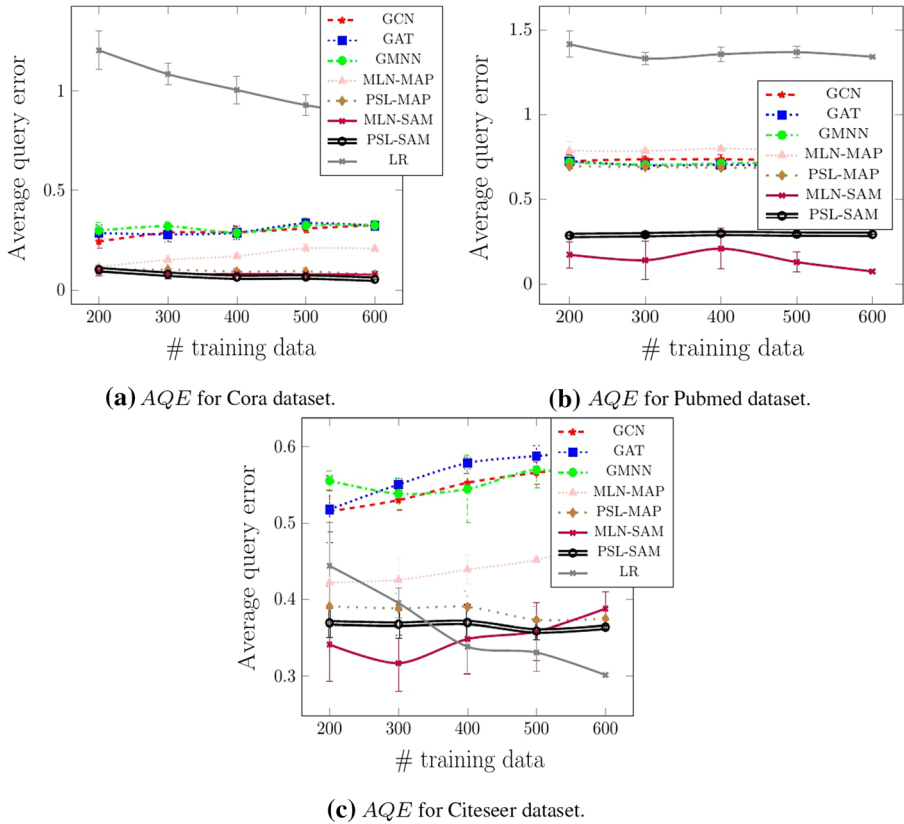 GCN
GAT
GMNN
MLN-MAP
PSL-MAP
MLN-SAM
PSL-SAM
LR
Average query error
1
0.5
0
200 300 400 500 600
# training data
(a) AQE for Cora dataset.
GCN
GAT
GMNN
MLN-MAP
PSL-MAP
MLN-SAM
PSL-SAM
Average query error
1.5
1
0.5
0
200 300 400 500 600
# training data
(b) AQE for Pubmed dataset.
GCN
GAT
GMNN
MLN-MAP
PSL-MAP
MLN-SAM
PSL-SAM
LR
Average query error
0.6
0.5
0.4
0.3
200 300 400 500 600
# training data
(c) AQE for Citeseer dataset.